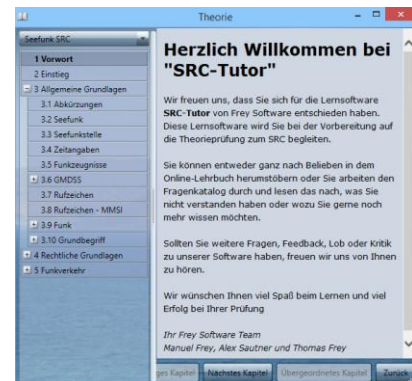 Theorie
Seefunk SRC
1 Vorwort
2 Einstieg
3 Allgemeine Grundlagen
3.1 Abkürzungen
3.2 Seefunk
3.3 Seefunkstelle
3.4 Zeitangaben
3.5 Funkzeugnisse
3.6 GMDSS
3.7 Rufzeichen
3.8 Rufzeichen - MMSI
3.9 Funk
3.10 Grundbegriff
4 Rechtliche Grundlagen
5 Funkverkehr
Herzlich Willkommen bei
"SRC-Tutor"
Wir freuen uns, dass Sie sich für die Lernsoftware
SRC-Tutor von Frey Software entschieden haben.
Diese Lernsoftware wird Sie bei der Vorbereitung auf
die Theorieprüfung zum SRC begleiten.
Sie können entweder ganz nach Belieben in dem
Online-Lehrbuch herumstöbern oder Sie arbeiten den
Fragenkatalog durch und lesen das nach, was Sie
nicht verstanden haben oder wozu Sie gerne noch
mehr wissen möchten.
Sollten Sie weitere Fragen, Feedback, Lob oder Kritik
zu unserer Software haben, freuen wir uns von Ihnen
zu hören.
Wir wünschen Ihnen viel Spaß beim Lernen und viel
Erfolg bei Ihrer Prüfung
Ihr Frey Software Team
Manuel Frey, Alex Sautner und Thomas Frey
ges Kapitel Nächstes Kapitel Übergeordnetes Kapitel Zurück